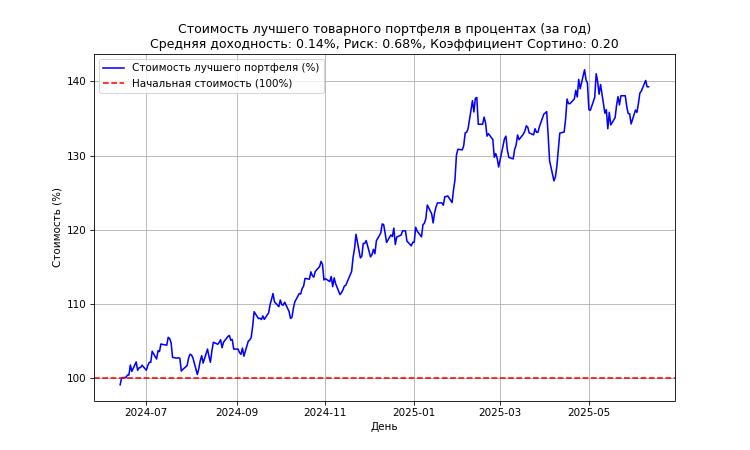 Стоимость лучшего товарного портфеля в процентах (за год)
Средняя доходность: 0.14%, Риск: 0.68%, Коэффициент Сортино: 0.20
Стоимость лучшего портфеля (%)
Начальная стоимость (100%)
Стоимость (%)
140
130
120
110
100
2024-07
2024-09
2024-11
2025-01
2025-03
2025-05
День